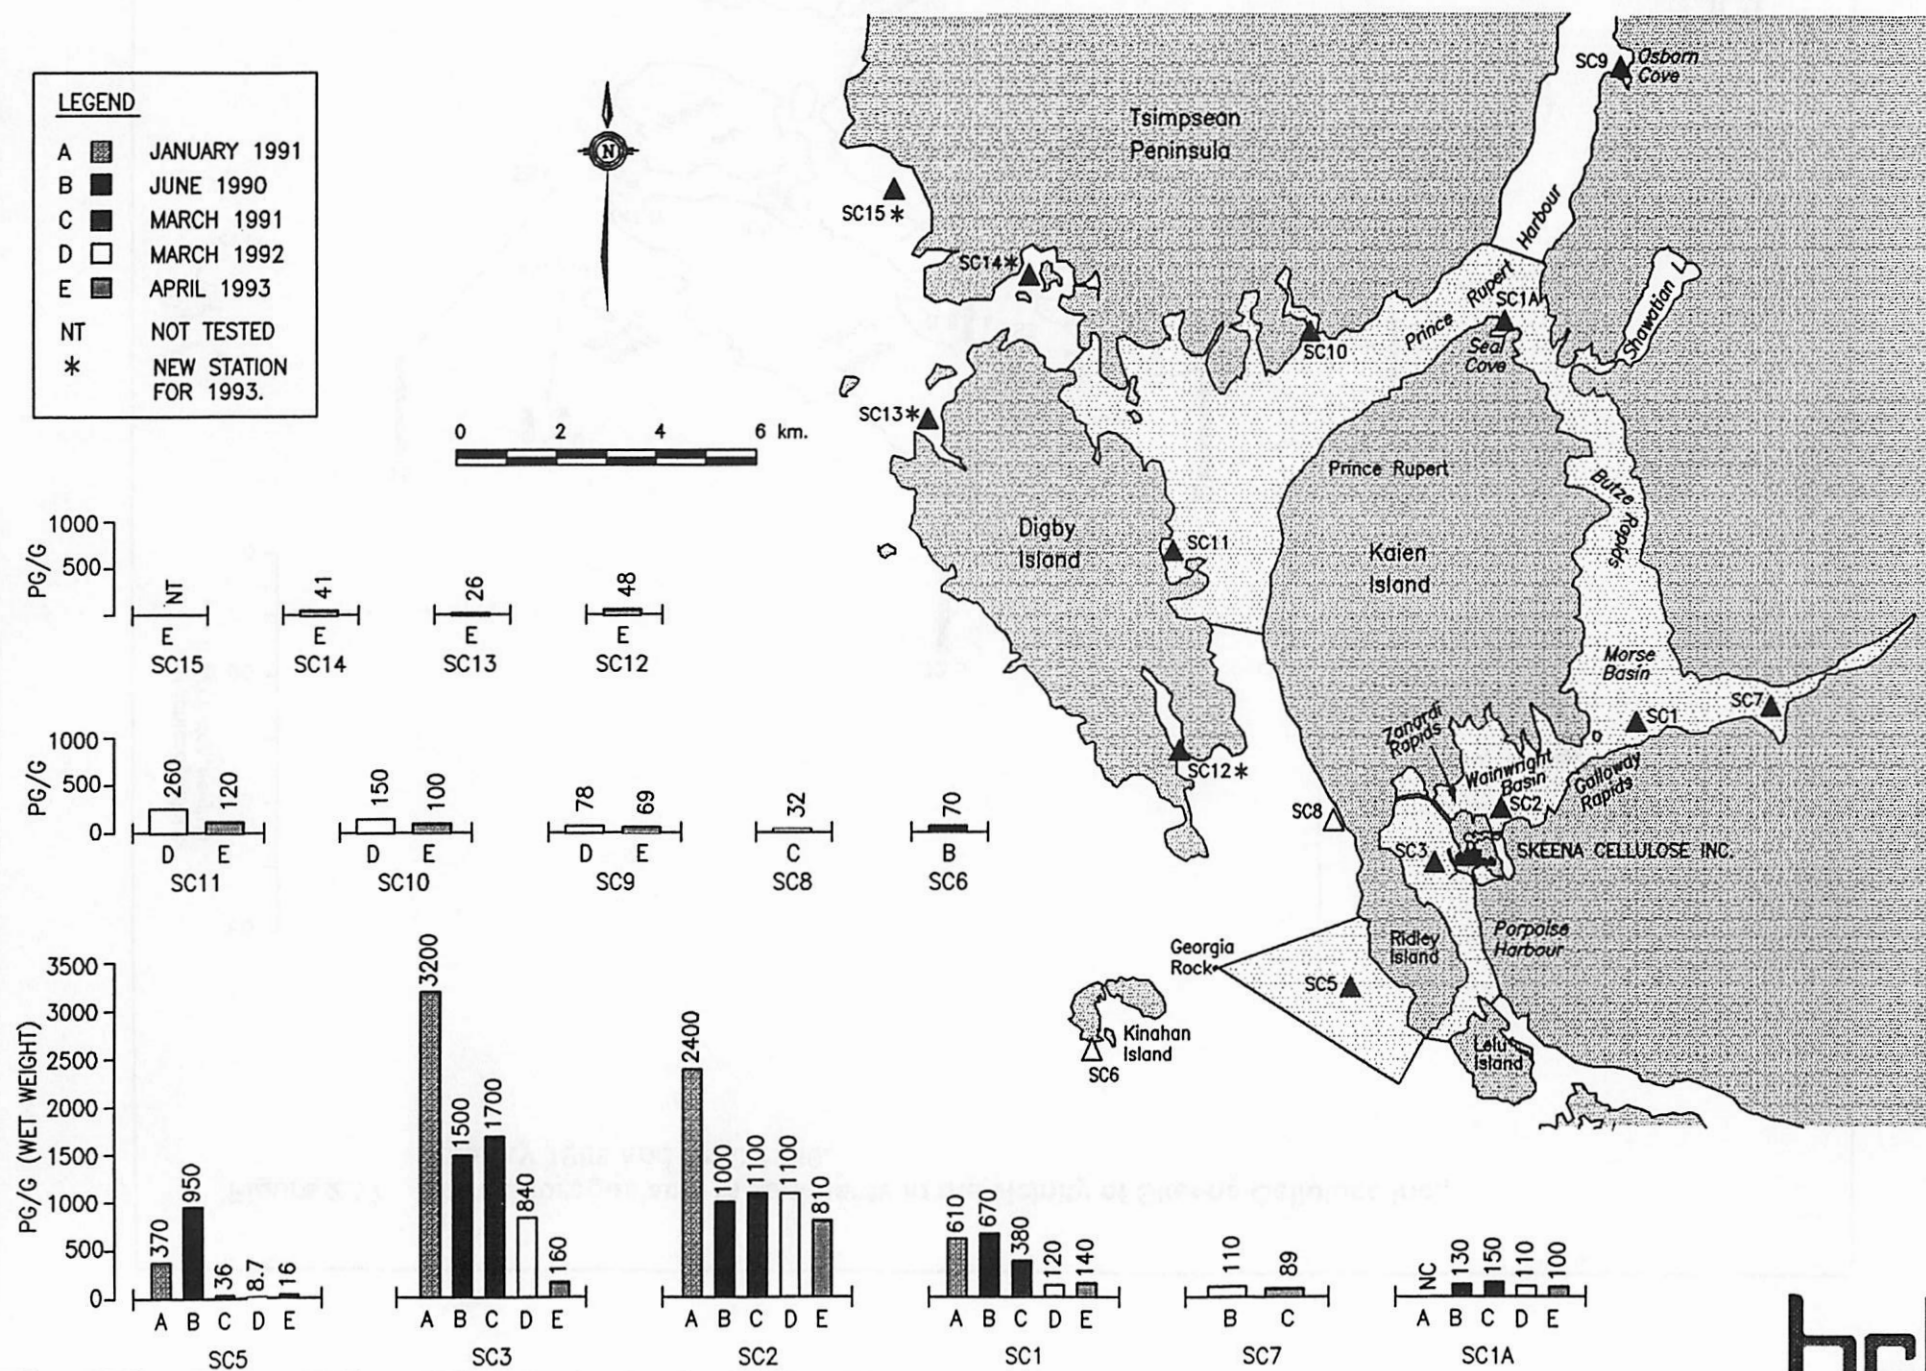 LEGEND
A JANUARY 1991
B JUNE 1990
C MARCH 1991
D MARCH 1992
E APRIL 1993
NT NOT TESTED
* NEW STATION
FOR 1993.
N
0 2 4 6 km.
Tsimpsean
Peninsula
SC9
Osborn
Cove
SC15*
SC14*
Prince Rupert Harbour
SC1A
Seal
Cove
Shawatlan L
SC10
SC13*
Prince Rupert
Butze Rapids
Digby
Island
SC11
Kaien
Island
Morse
Basin
SC7
SC1
Zanardi
Rapids
Wainwright
Basin
Galloway
Rapids
SC12*
SC8
SC2
SC3
SKEENA CELLULOSE INC.
Georgia
Rock
Ridley
Island
Porpoise
Harbour
SC5
Kinahan
Island
SC6
Lelu
Island
PG/G
1000
500
NT
E
SC15
41
E
SC14
26
E
SC13
48
E
SC12
PG/G
1000
500
0
260 120
D E
SC11
150 100
D E
SC10
78 69
D E
SC9
32
C
SC8
70
B
SC6
PG/G (WET WEIGHT)
3500
3000
2500
2000
1500
1000
500
0
370 950 36 8.7 16
A B C D E
SC5
3200 1500 1700 840 160
A B C D E
SC3
2400 1000 1100 1100 810
A B C D E
SC2
610 670 380 120 140
A B C D E
SC1
110 89
B C
SC7
NC 130 150 110 100
A B C D E
SC1A